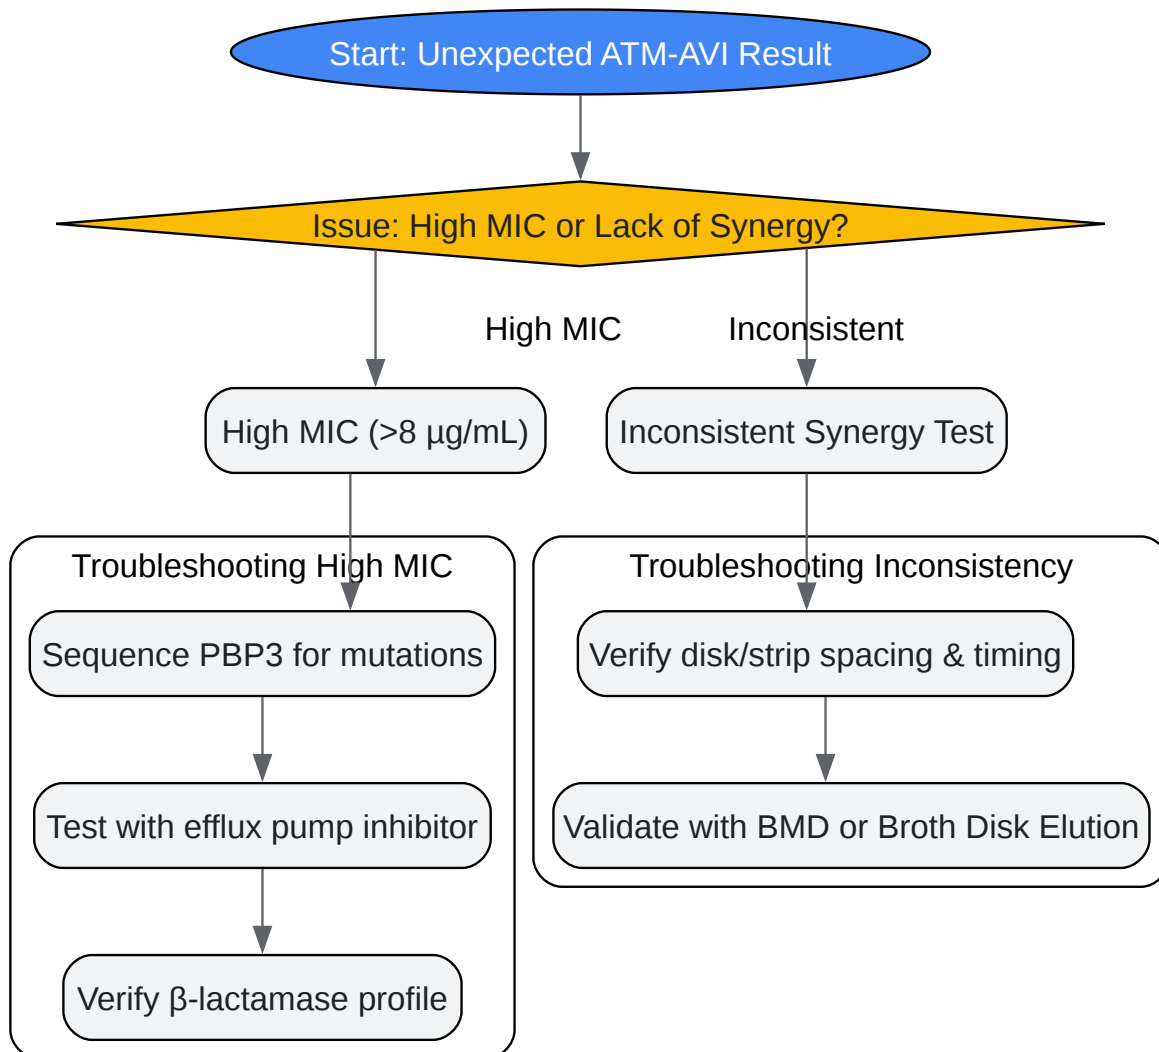 Start: Unexpected ATM-AVI Result
Issue: High MIC or Lack of Synergy?
High MIC
Inconsistent
High MIC (>8 µg/mL)
Inconsistent Synergy Test
Troubleshooting High MIC
Sequence PBP3 for mutations
Test with efflux pump inhibitor
Verify β-lactamase profile
Troubleshooting Inconsistency
Verify disk/strip spacing & timing
Validate with BMD or Broth Disk Elution